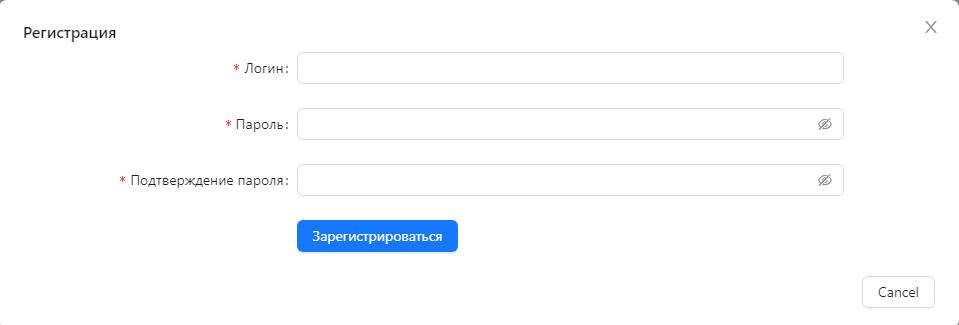 Регистрация
* Логин:
* Пароль:
* Подтверждение пароля:
Зарегистрироваться
Cancel